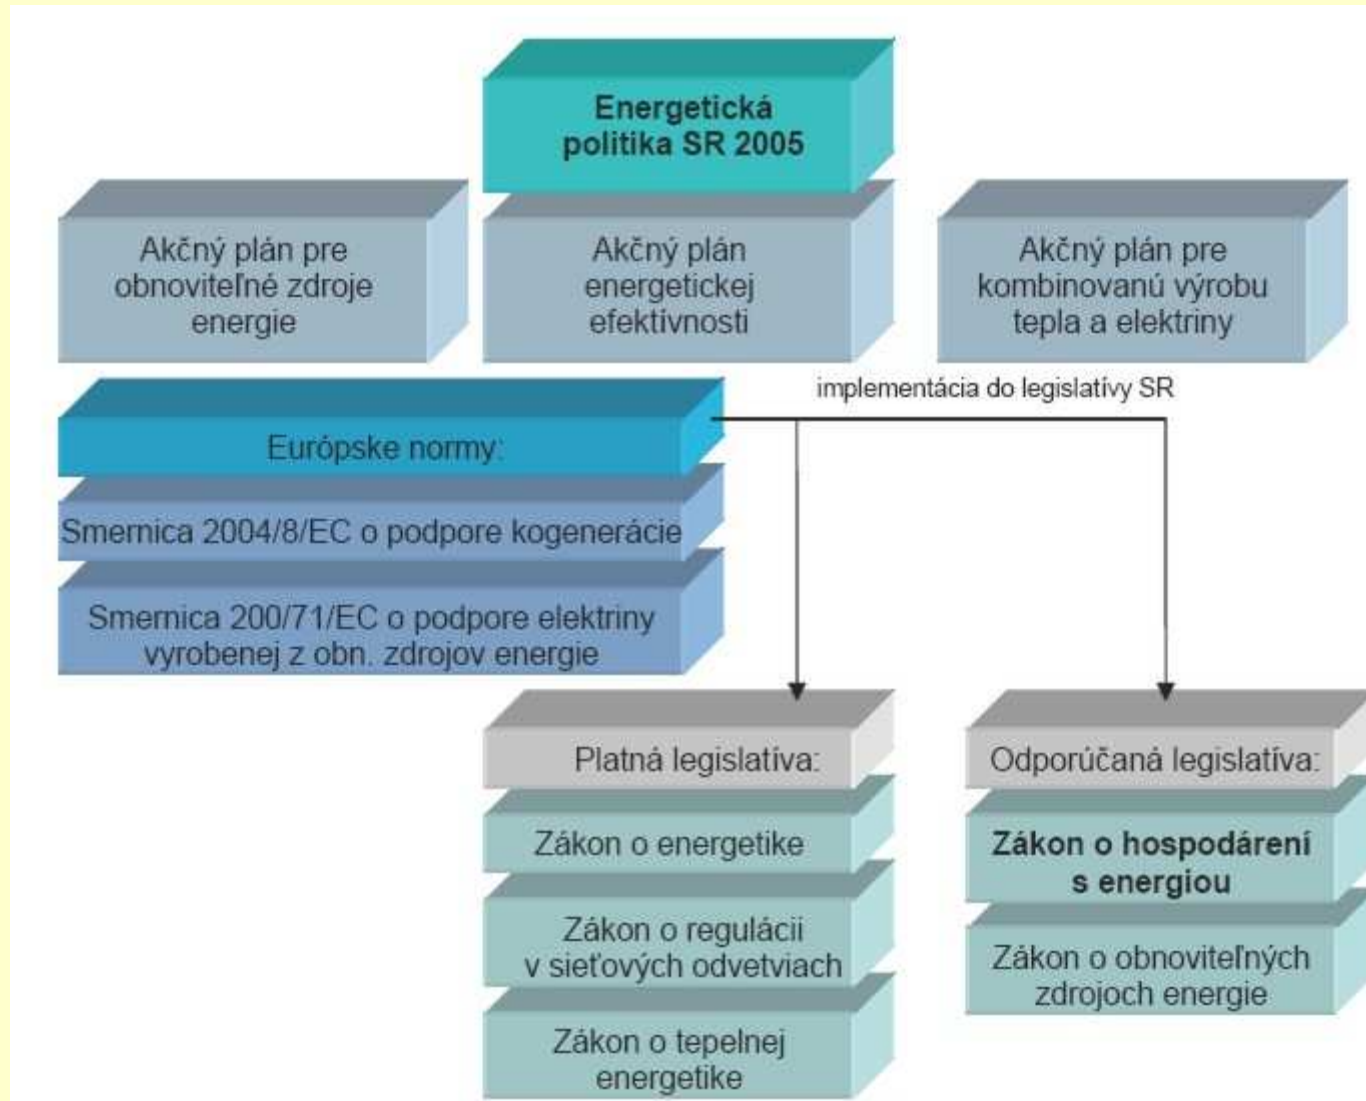 Energetická
politika SR 2005
Akčný plán pre
obnoviteľné zdroje
energie
Akčný plán
energetickej
efektívnosti
Akčný plán pre
kombinovanú výrobu
tepla a elektriny
implementácia do legislatívy SR
Európske normy:
Smernica 2004/8/EC o podpore kogenerácie
Smernica 200/71/EC o podpore elektriny
vyrobenej z obn. zdrojov energie
Platná legislatíva:
Zákon o energetike
Zákon o regulácii
v sieťových odvetviach
Zákon o tepelnej
energetike
Odporúčaná legislatíva:
Zákon o hospodárení
s energiou
Zákon o obnoviteľných
zdrojoch energie